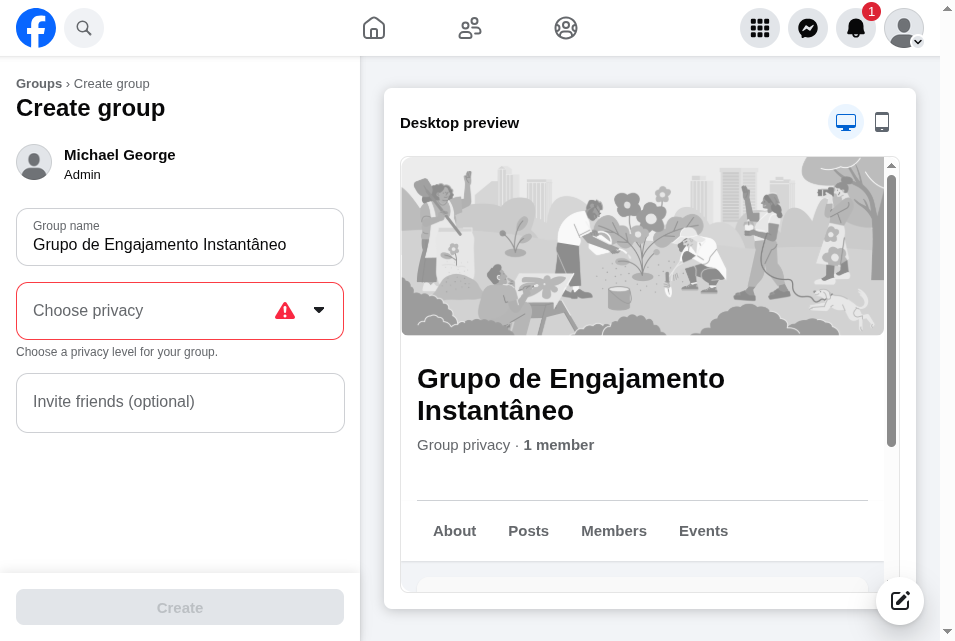 1
Groups › Create group
Create group
Michael George
Admin
Group name
Grupo de Engajamento Instantâneo
Choose privacy
Choose a privacy level for your group.
Invite friends (optional)
Create
Desktop preview
Grupo de Engajamento
Instantâneo
Group privacy · 1 member
About Posts Members Events